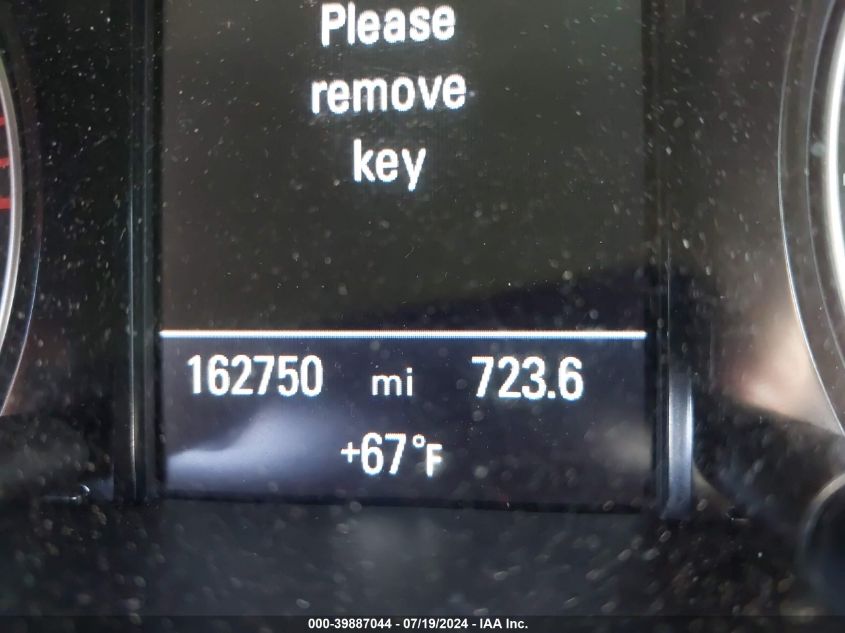 Please
remove
key
162750 mi 723.6
+67°F
000-39887044 - 07/19/2024 - IAA Inc.